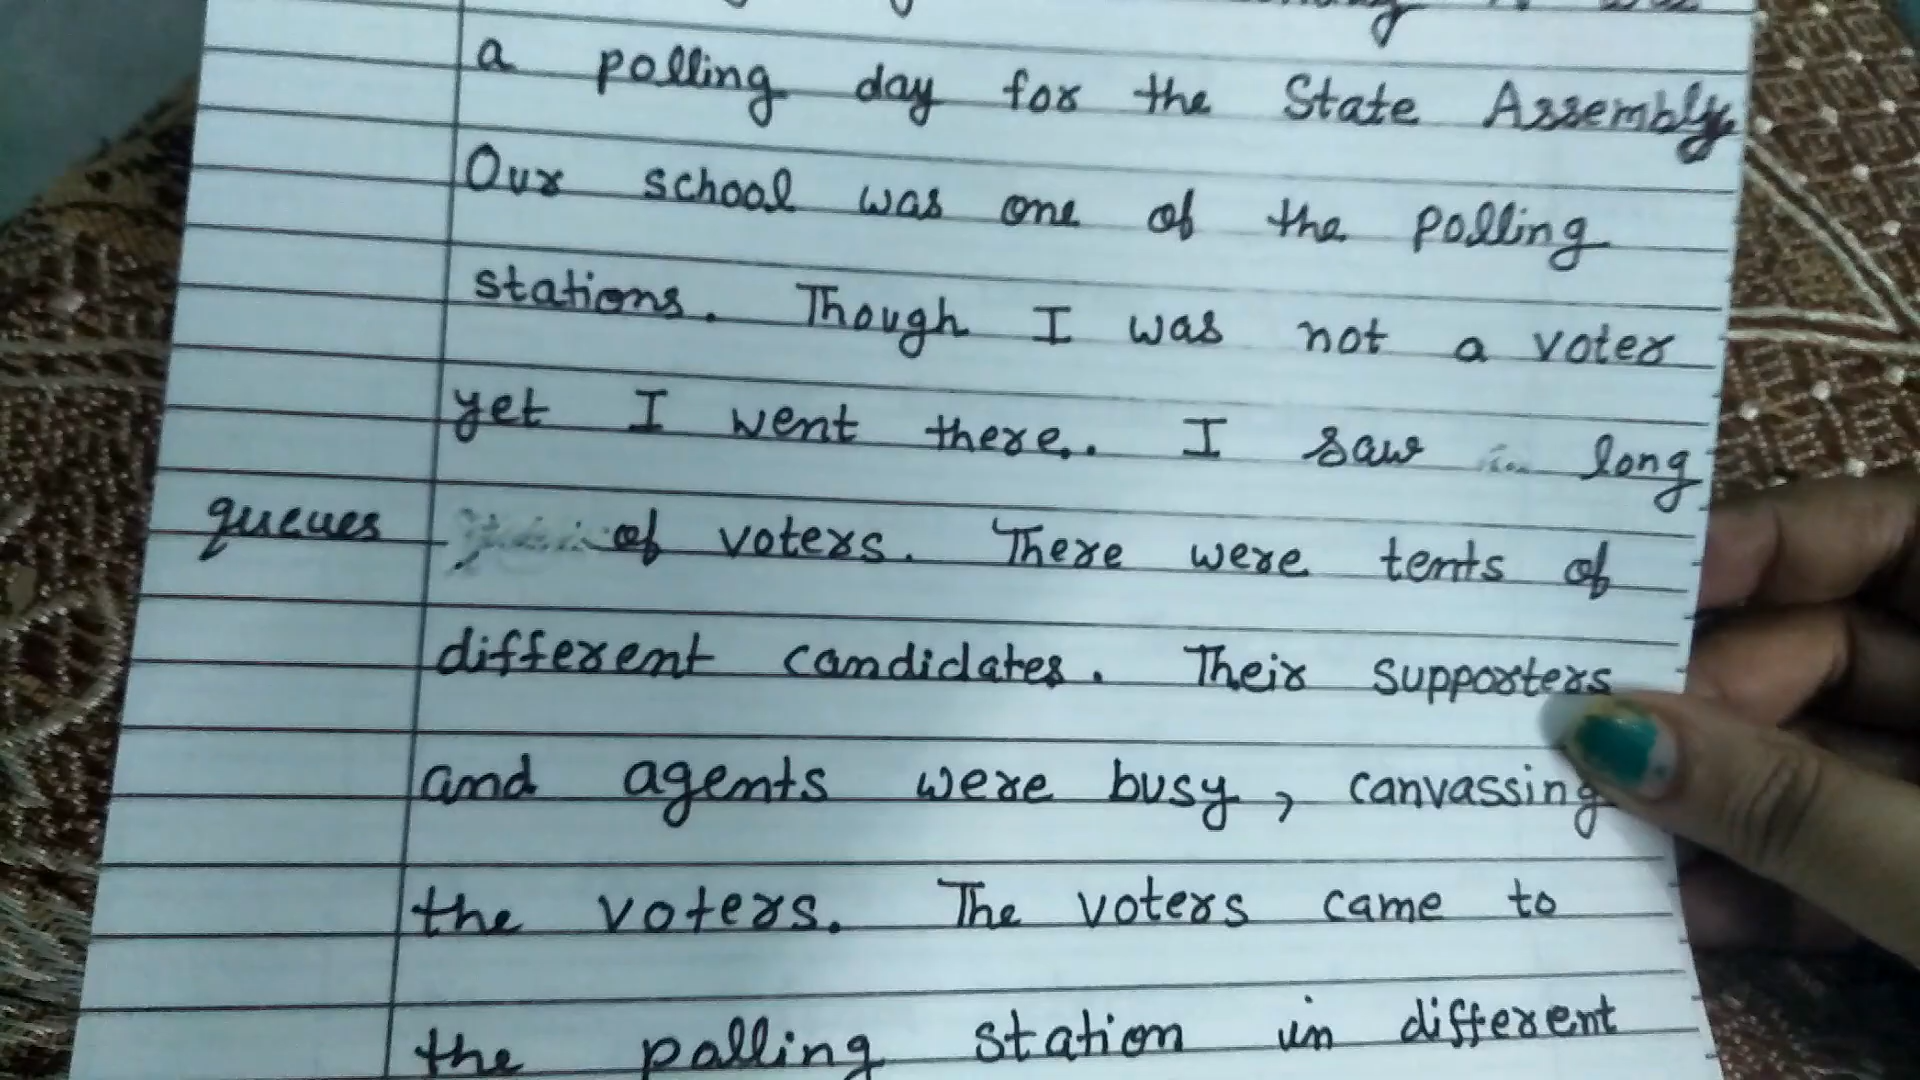 a polling day for the State Assembly
Our school was one of the polling
stations. Though I was not a voter
yet I went there. I saw long
queues of voters. There were tents of
different candidates. Their supporters
and agents were busy, canvassing
the voters. The voters came to
the polling station in different